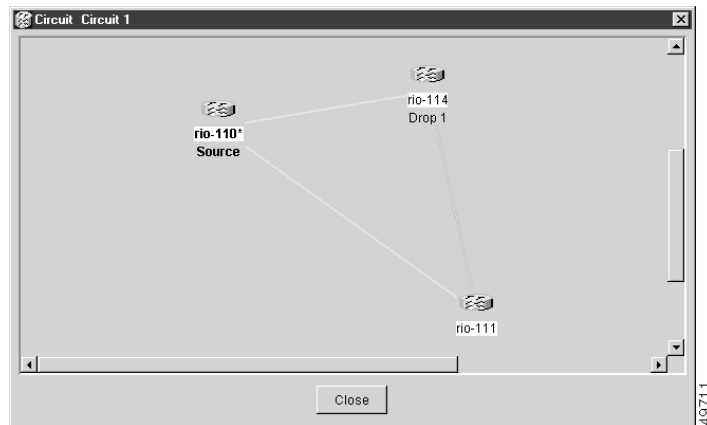 Circuit Circuit 1
rio-114
Drop 1
rio-110*
Source
rio-111
Close
49711